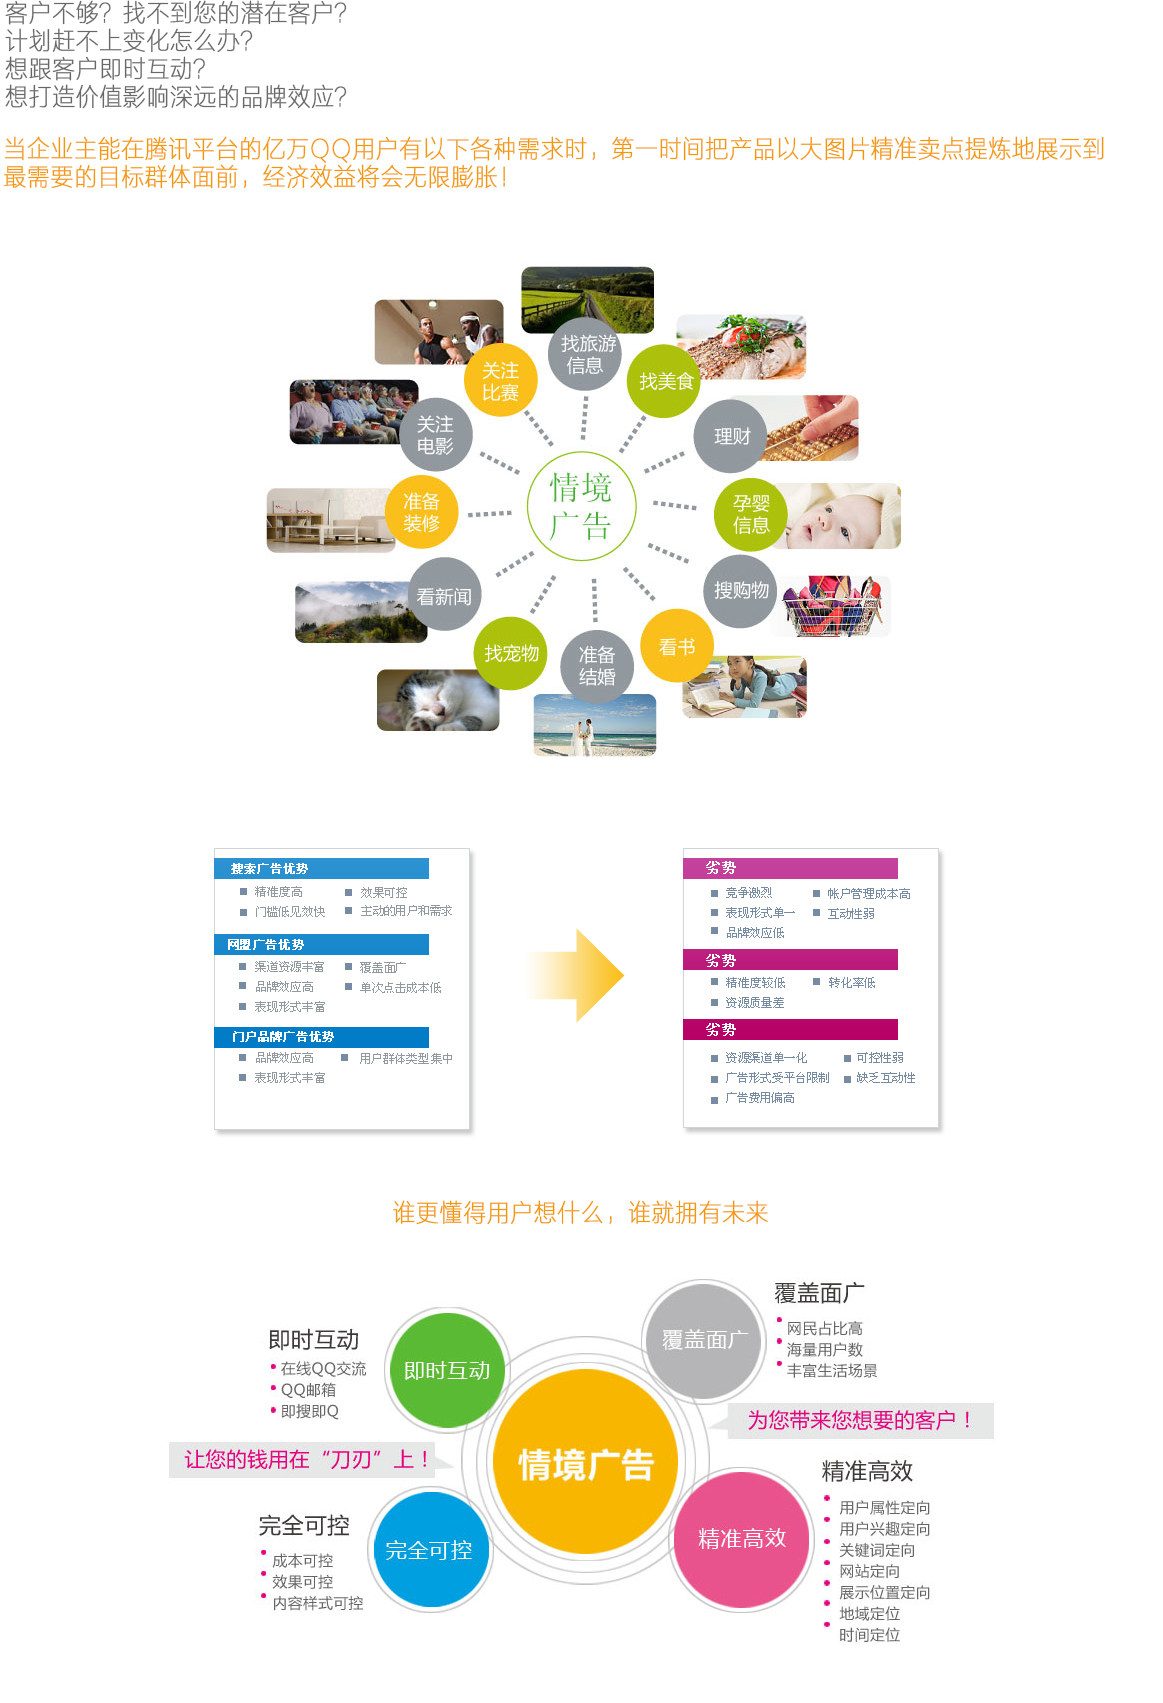 客户不够？找不到您的潜在客户？
计划赶不上变化怎么办？
想跟客户即时互动？
想打造价值影响深远的品牌效应？
当企业主能在腾讯平台的亿万QQ用户有以下各种需求时，第一时间把产品以大图片精准卖点提炼地展示到
最需要的目标群体面前，经济效益将会无限膨胀！
找旅游
信息
关注
比赛
找美食
关注
电影
理财
情境
广告
准备
装修
孕婴
信息
看新闻
搜购物
找宠物
准备
结婚
看书
搜索广告优势
精准度高
效果可控
门槛低见效快
主动的用户和需求
网盟广告优势
渠道资源丰富
覆盖面广
品牌效应高
单次点击成本低
表现形式丰富
门户品牌广告优势
品牌效应高
用户群体类型集中
表现形式丰富
劣势
竞争激烈
帐户管理成本高
表现形式单一
互动性弱
品牌效应低
劣势
精准度较低
转化率低
资源质量差
劣势
资源渠道单一化
可控性弱
广告形式受平台限制
缺乏互动性
广告费用偏高
谁更懂得用户想什么，谁就拥有未来
即时互动
在线QQ交流
QQ邮箱
即搜即Q
即时互动
覆盖面广
覆盖面广
网民占比高
海量用户数
丰富生活场景
为您带来您想要的客户！
让您的钱用在“刀刃”上！
情境广告
完全可控
成本可控
效果可控
内容样式可控
完全可控
精准高效
精准高效
用户属性定向
用户兴趣定向
关键词定向
网站定向
展示位置定向
地域定位
时间定位